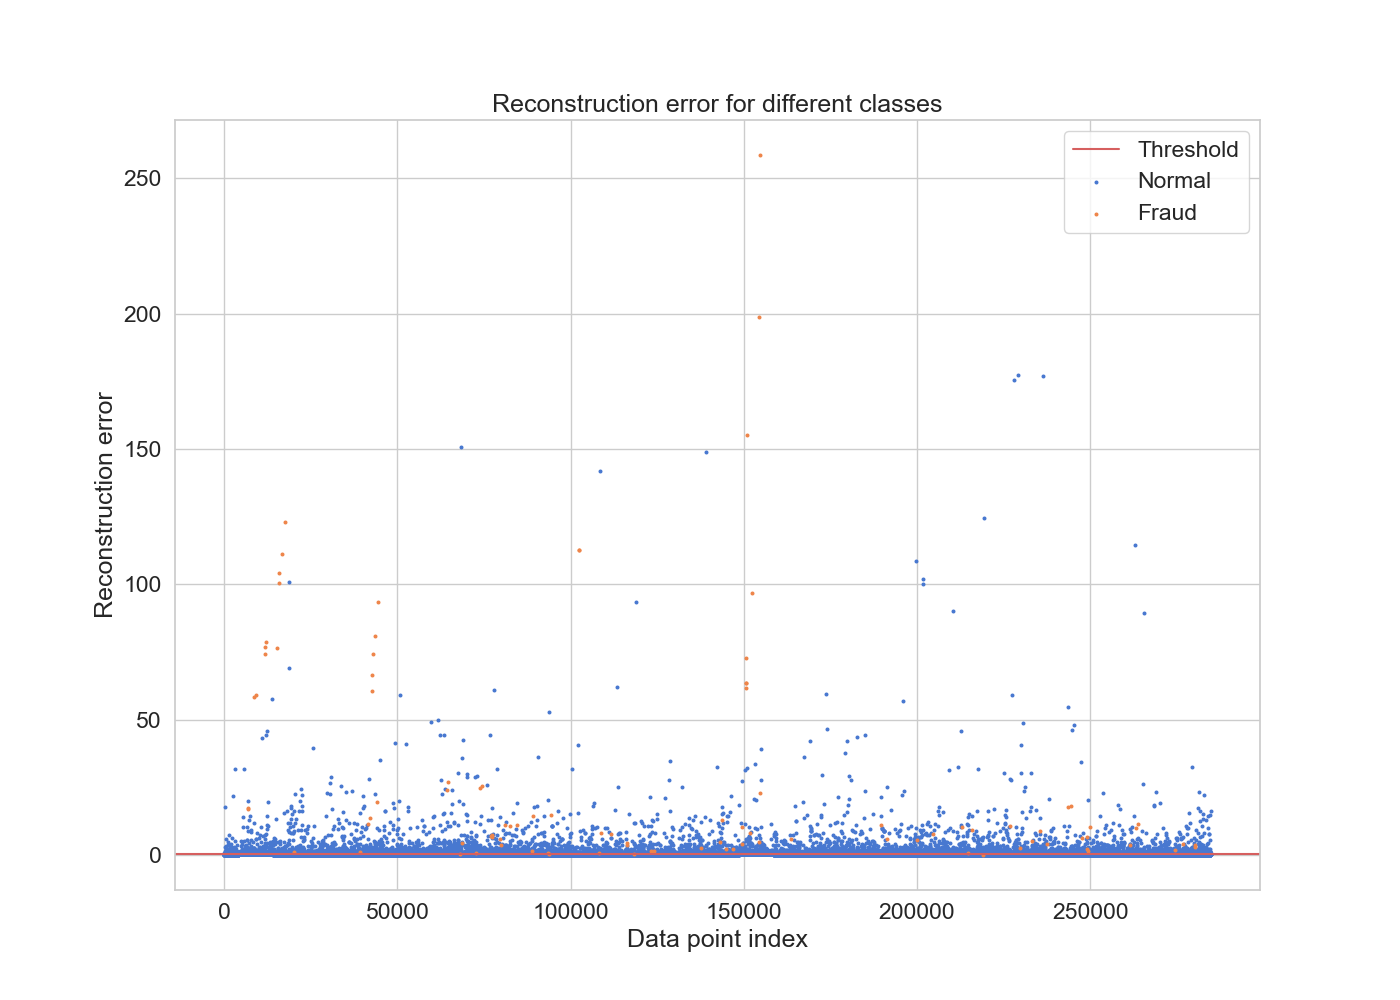 Reconstruction error for different classes
Threshold
Normal
Fraud
250
200
150
100
50
0
Reconstruction error
0 50000 100000 150000 200000 250000
Data point index